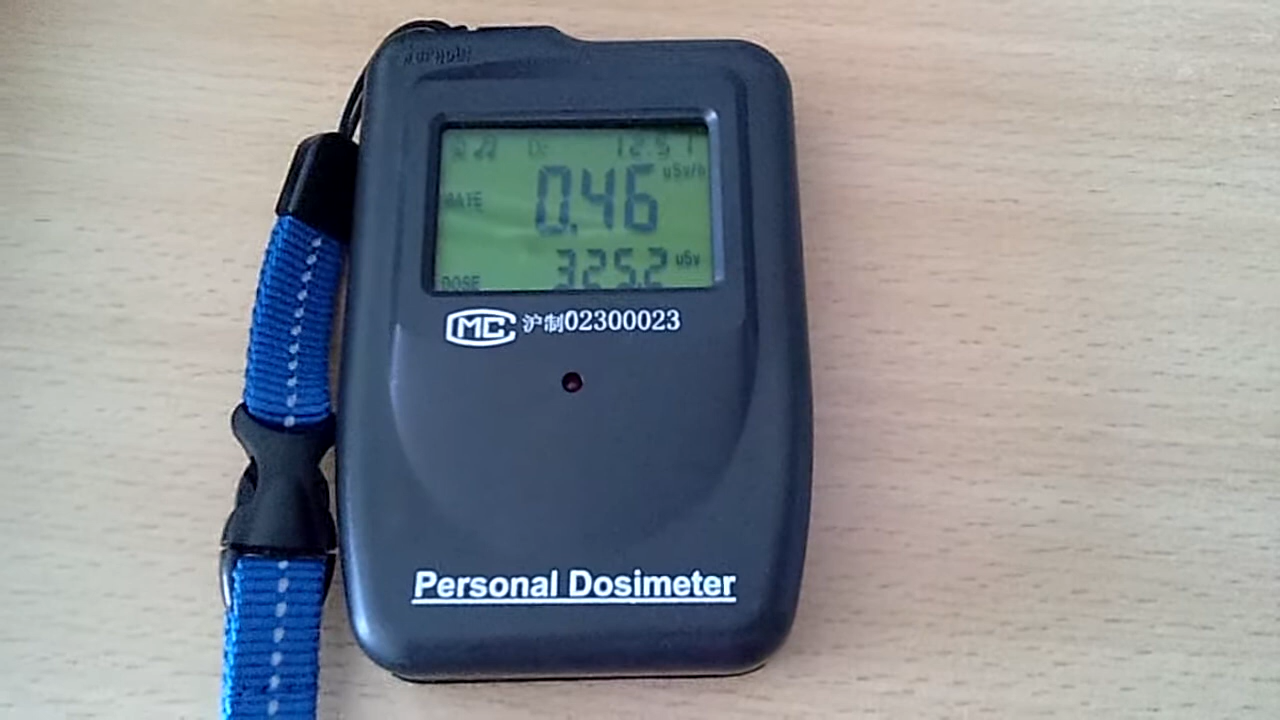 12:51
RATE 0.46 uSv/h
DOSE 325.2 uSv
MC 沪制02300023
Personal Dosimeter